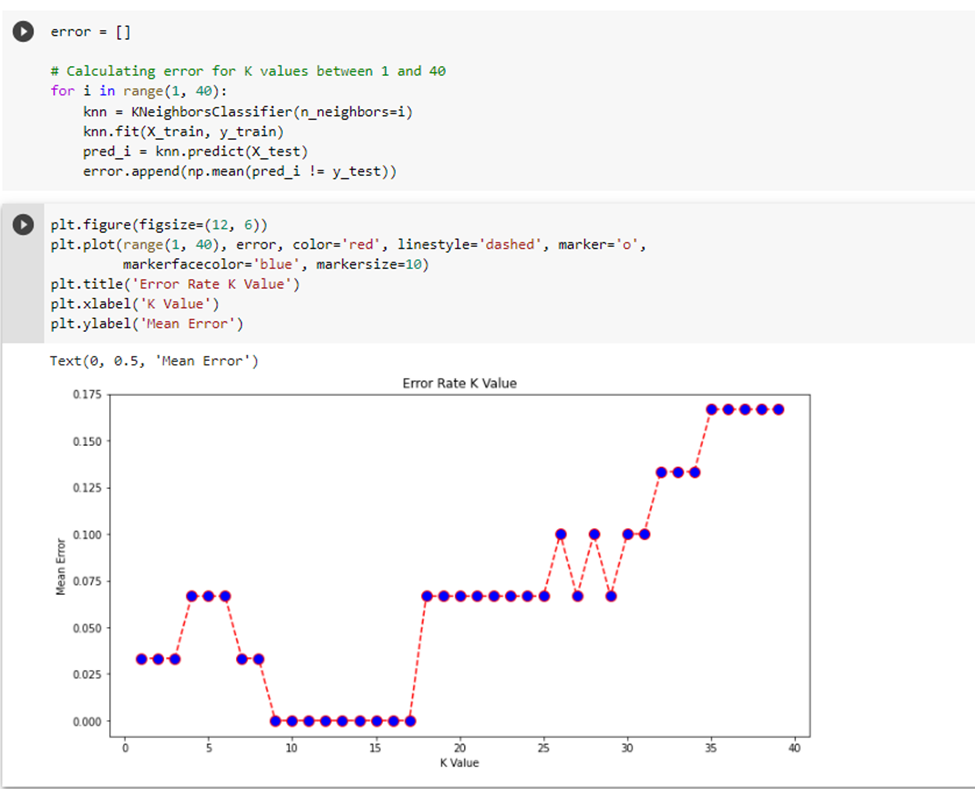 error = []
# Calculating error for K values between 1 and 40
for i in range(1, 40):
    knn = KNeighborsClassifier(n_neighbors=i)
    knn.fit(X_train, y_train)
    pred_i = knn.predict(X_test)
    error.append(np.mean(pred_i != y_test))
plt.figure(figsize=(12, 6))
plt.plot(range(1, 40), error, color='red', linestyle='dashed', marker='o',
         markerfacecolor='blue', markersize=10)
plt.title('Error Rate K Value')
plt.xlabel('K Value')
plt.ylabel('Mean Error')
Text(0, 0.5, 'Mean Error')
Error Rate K Value
0.175
0.150
0.125
0.100
0.075
0.050
0.025
0.000
Mean Error
0 5 10 15 20 25 30 35 40
K Value